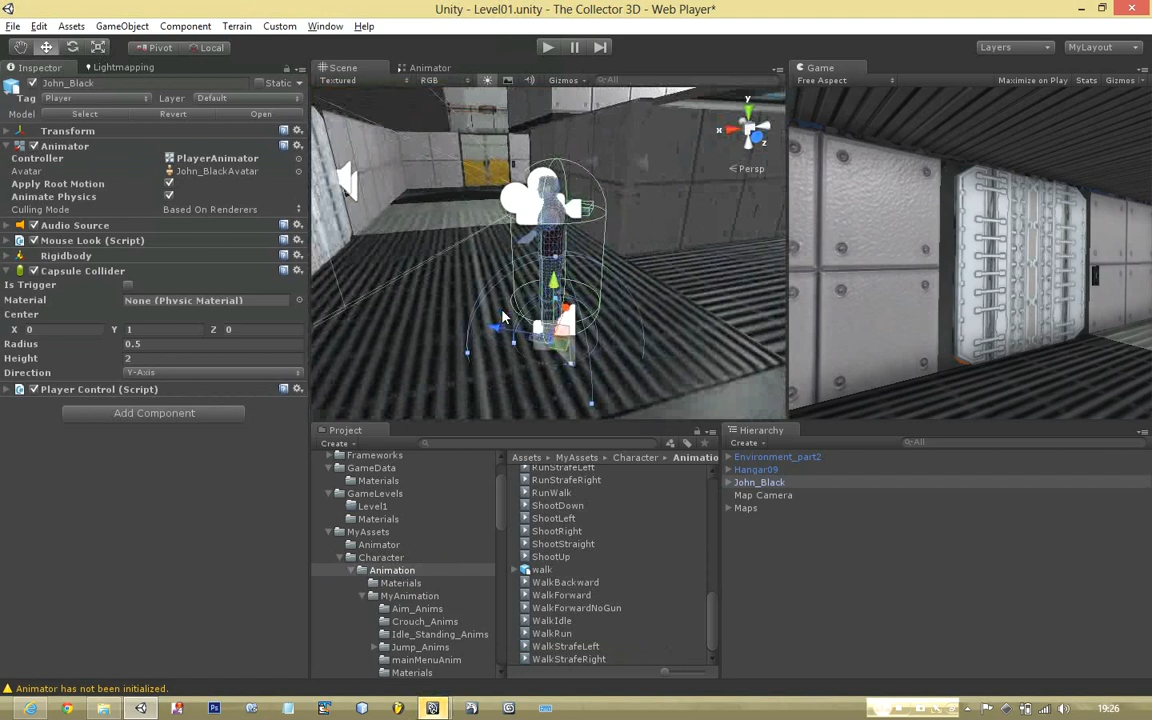 Unity - Level01.unity - The Collector 3D - Web Player*
File Edit Assets GameObject Component Terrain Custom Window Help
Pivot Local Layers MyLayout
Inspector Lightmapping
John_Black Static
Tag Player Layer Default
Model Select Revert Open
Transform
Animator
Controller PlayerAnimator
Avatar John_BlackAvatar
Apply Root Motion
Animate Physics
Culling Mode Based On Renderers
Audio Source
Mouse Look (Script)
Rigidbody
Capsule Collider
Is Trigger
Material None (Physic Material)
Center
X 0 Y 1 Z 0
Radius 0.5
Height 2
Direction Y-Axis
Player Control (Script)
Add Component
Scene Animator
Textured RGB Gizmos All
y
x
z
Persp
Game
Free Aspect Maximize on Play Stats Gizmos
Project
Create
Frameworks
GameData
Materials
GameLevels
Level1
Materials
MyAssets
Animator
Character
Animation
Materials
MyAnimation
Aim_Anims
Crouch_Anims
Idle_Standing_Anims
Jump_Anims
mainMenuAnim
Materials
Assets MyAssets Character Animatio
RunStrafeLeft
RunStrafeRight
RunWalk
ShootDown
ShootLeft
ShootRight
ShootStraight
ShootUp
walk
WalkBackward
WalkForward
WalkForwardNoGun
WalkIdle
WalkRun
WalkStrafeLeft
WalkStrafeRight
Hierarchy
Create All
Environment_part2
Hangar09
John_Black
Map Camera
Maps
Animator has not been initialized.
19:26